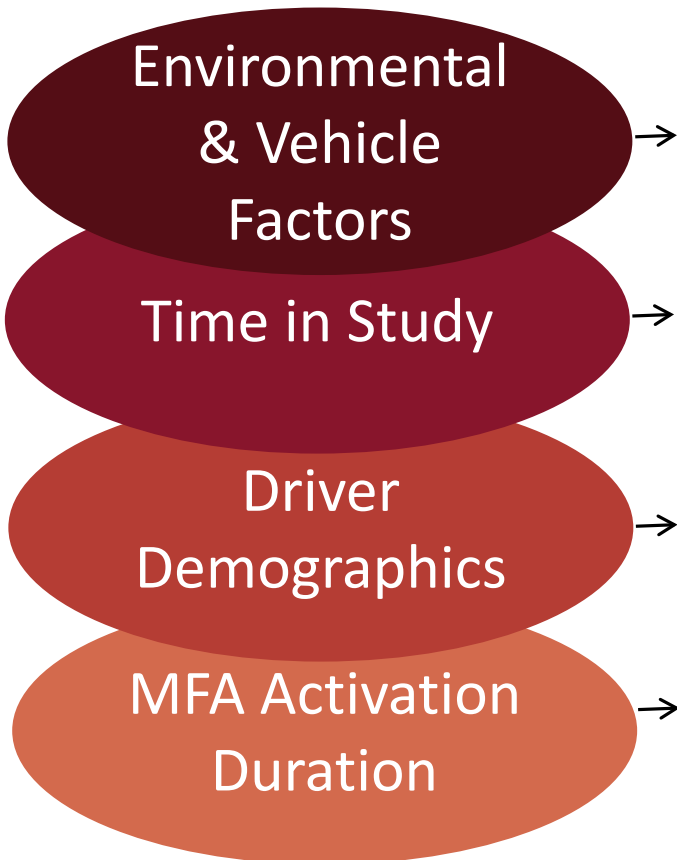 Environmental
& Vehicle
Factors
Time in Study
Driver
Demographics
MFA Activation
Duration